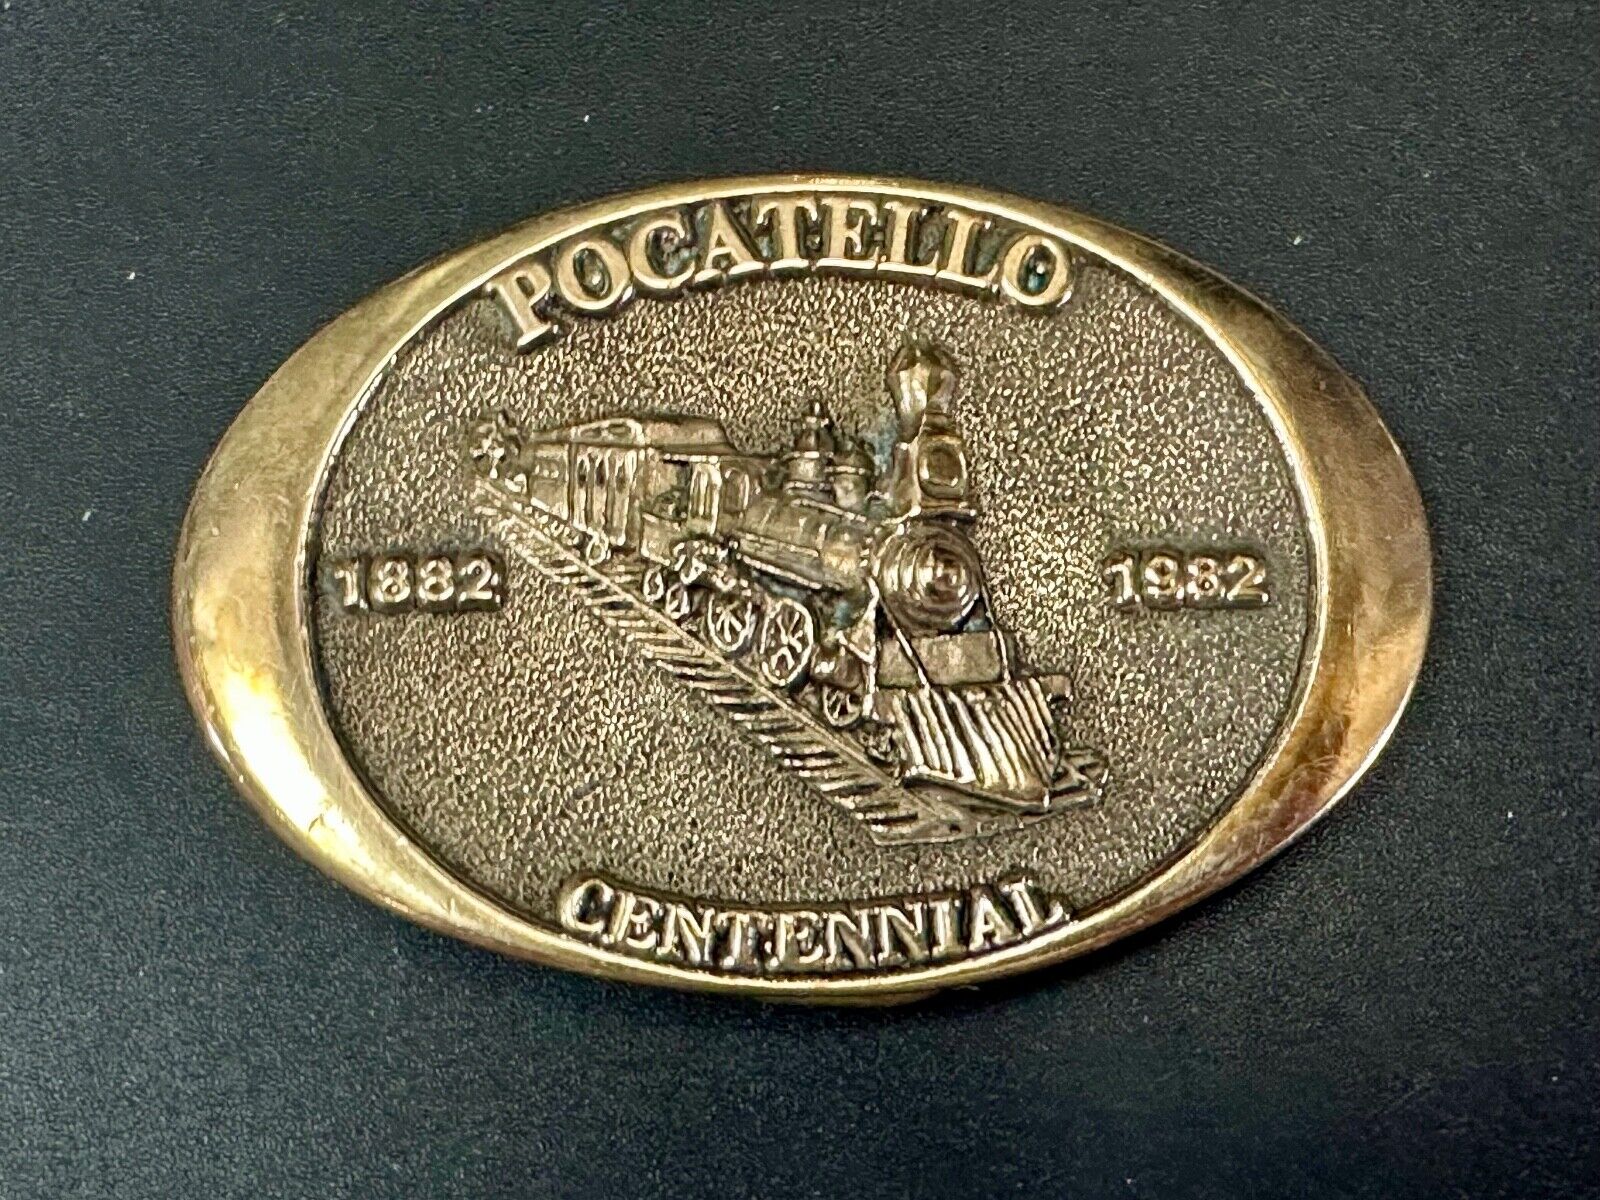 POCATELLO
1882 1982
CENTENNIAL